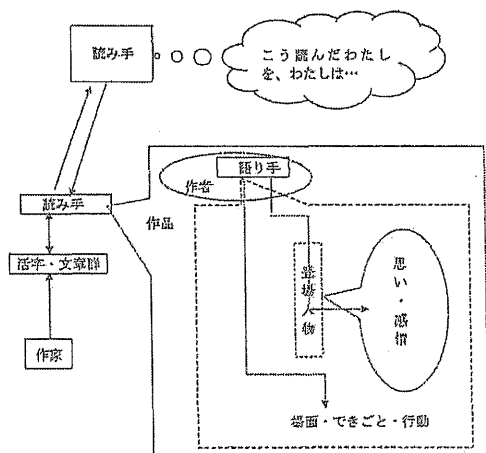 読み手
こう読んだわたし
を、わたしは…
語り手
作者
読み手
作品
活字・文章群
登場人物
思い・感情
作家
場面・できごと・行動